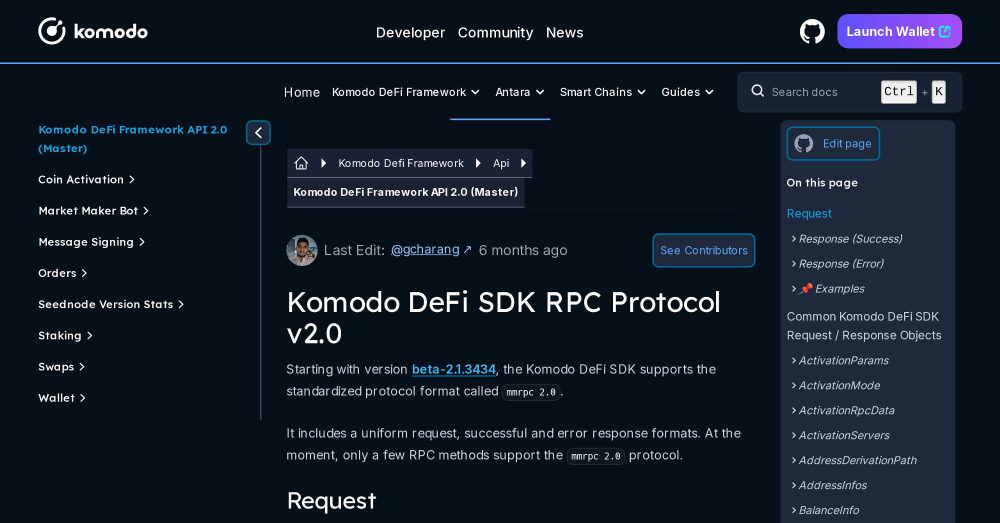 komodo
Developer Community News
Launch Wallet
Home Komodo DeFi Framework Antara Smart Chains Guides
Search docs Ctrl + K
Komodo DeFi Framework API 2.0
(Master)
Coin Activation
Market Maker Bot
Message Signing
Orders
Seednode Version Stats
Staking
Swaps
Wallet
Komodo Defi Framework Api
Komodo DeFi Framework API 2.0 (Master)
Last Edit: @gcharang ↗ 6 months ago
See Contributors
Komodo DeFi SDK RPC Protocol
v2.0
Starting with version beta-2.1.3434, the Komodo DeFi SDK supports the
standardized protocol format called mmrpc 2.0.
It includes a uniform request, successful and error response formats. At the
moment, only a few RPC methods support the mmrpc 2.0 protocol.
Request
Edit page
On this page
Request
Response (Success)
Response (Error)
📌 Examples
Common Komodo DeFi SDK
Request / Response Objects
ActivationParams
ActivationMode
ActivationRpcData
ActivationServers
AddressDerivationPath
AddressInfos
BalanceInfo